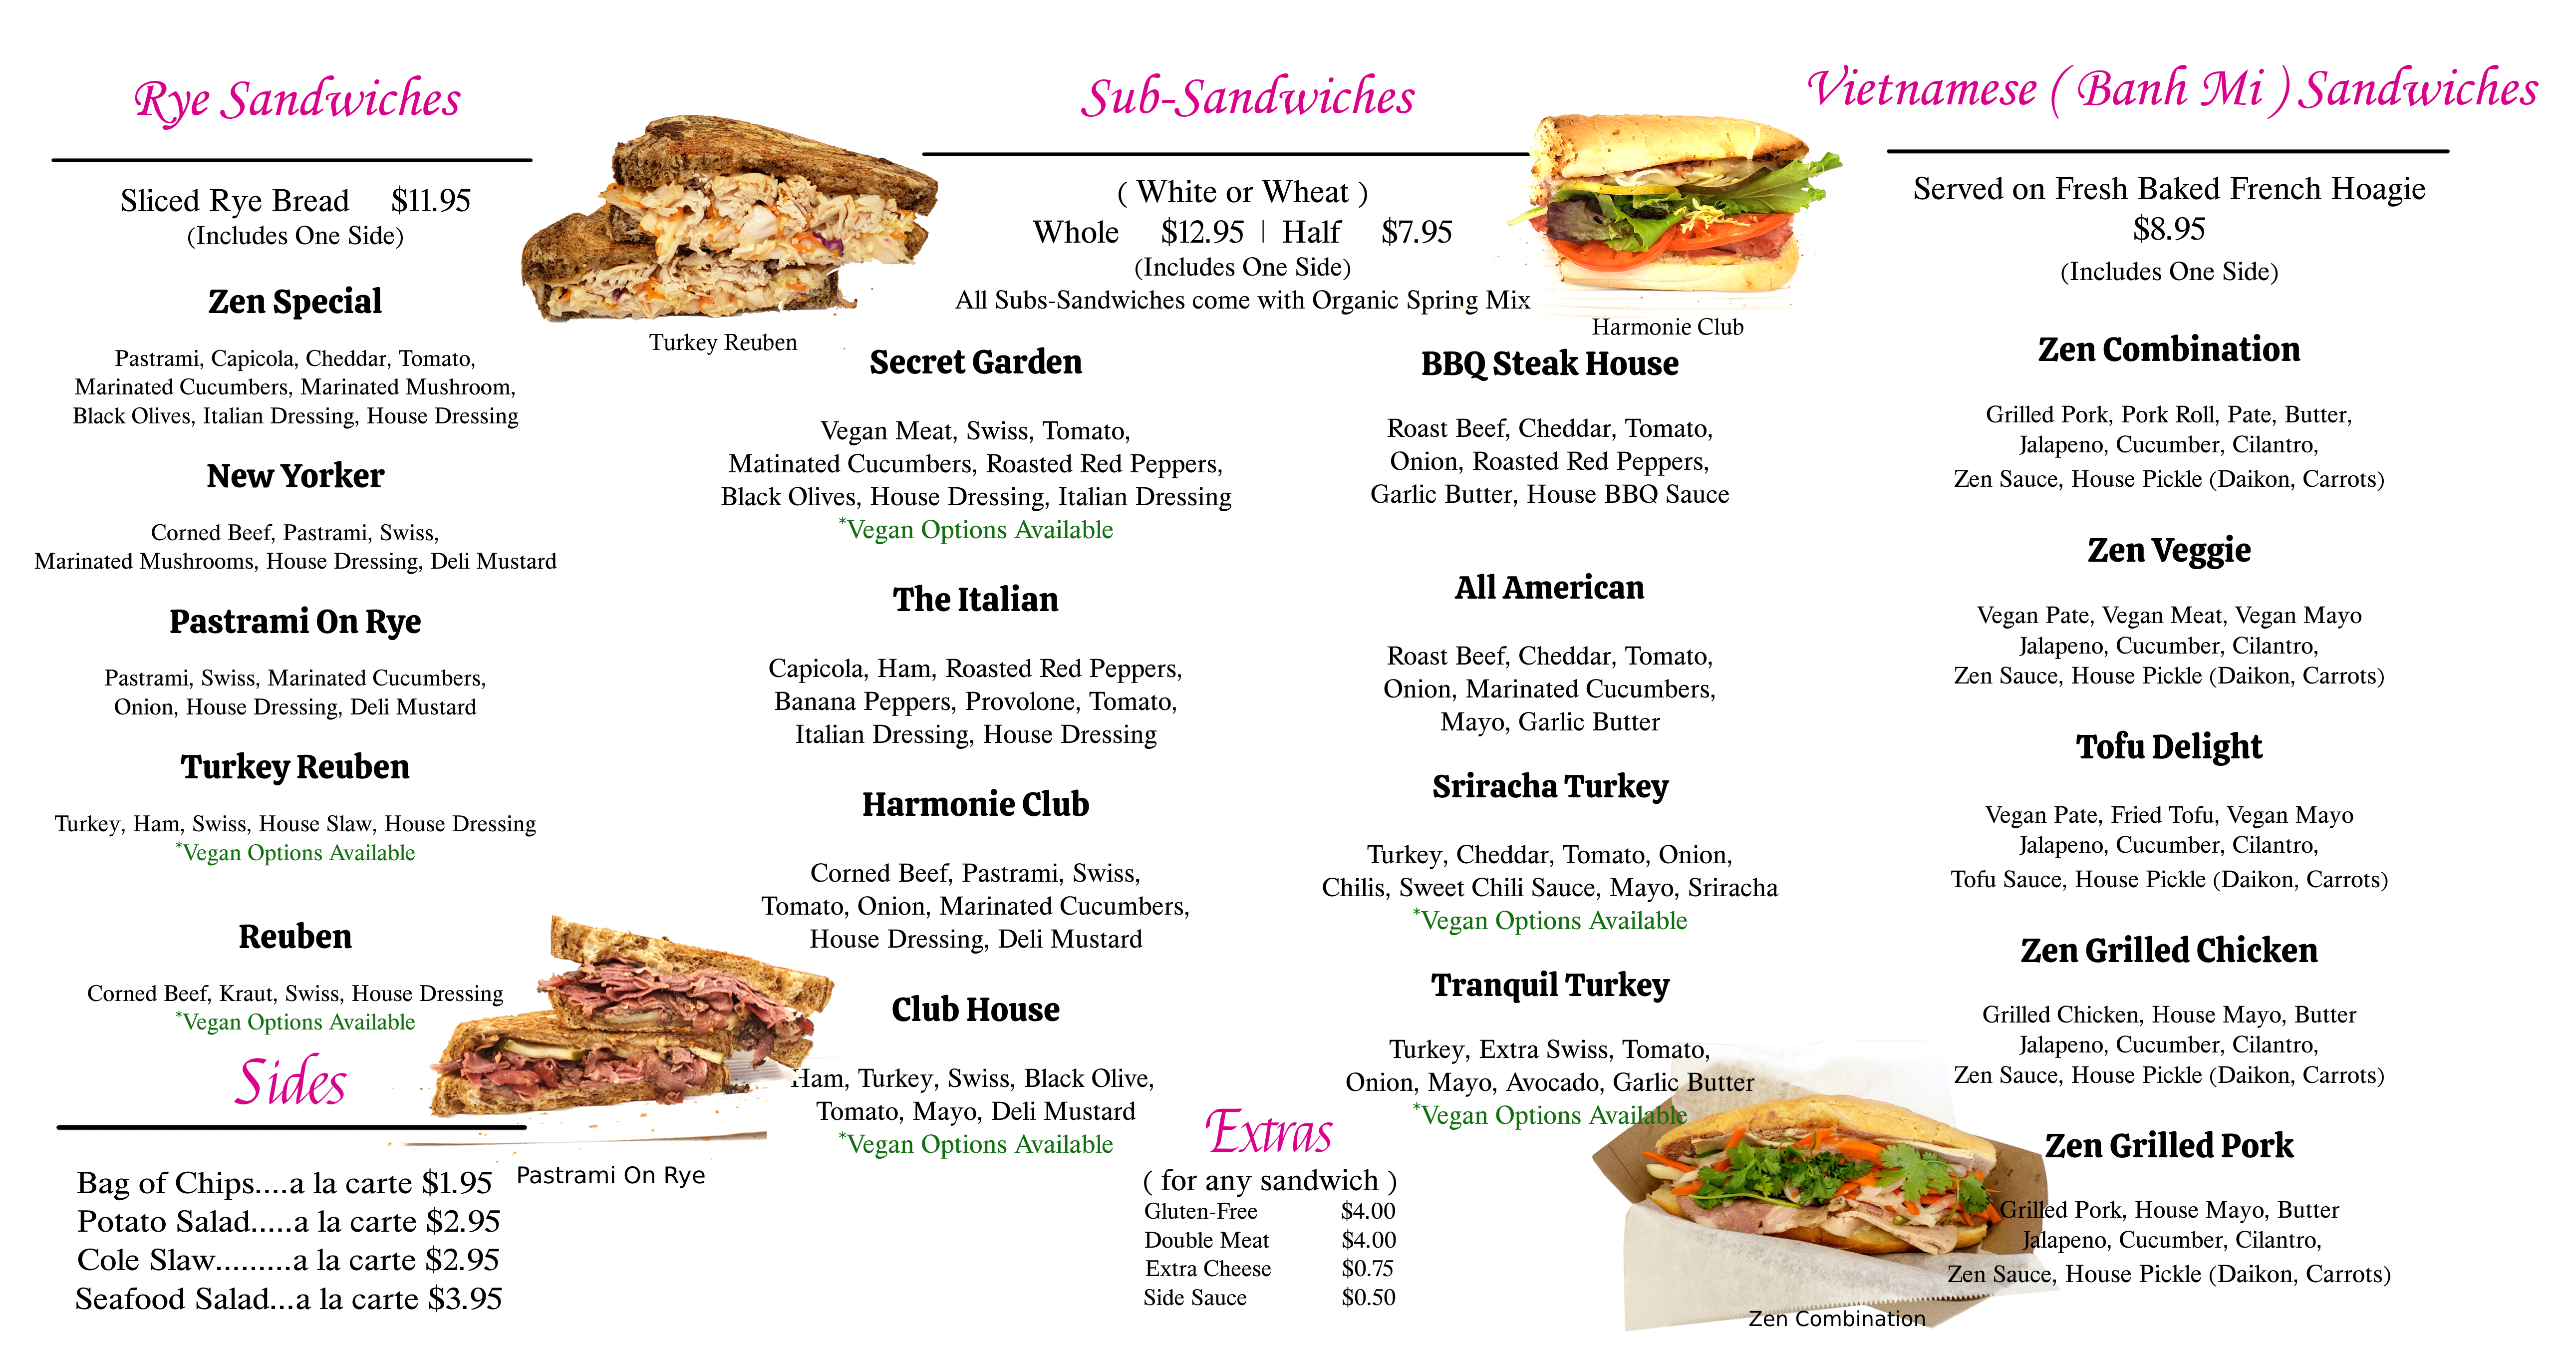 Rye Sandwiches
Sliced Rye Bread $11.95
(Includes One Side)
Zen Special
Pastrami, Capicola, Cheddar, Tomato,
Marinated Cucumbers, Marinated Mushroom,
Black Olives, Italian Dressing, House Dressing
New Yorker
Corned Beef, Pastrami, Swiss,
Marinated Mushrooms, House Dressing, Deli Mustard
Pastrami On Rye
Pastrami, Swiss, Marinated Cucumbers,
Onion, House Dressing, Deli Mustard
Turkey Reuben
Turkey, Ham, Swiss, House Slaw, House Dressing
*Vegan Options Available
Reuben
Corned Beef, Kraut, Swiss, House Dressing
*Vegan Options Available
Sides
Bag of Chips....a la carte $1.95
Potato Salad.....a la carte $2.95
Cole Slaw.........a la carte $2.95
Seafood Salad...a la carte $3.95
Turkey Reuben
Pastrami On Rye
Sub-Sandwiches
( White or Wheat )
Whole $12.95 | Half $7.95
(Includes One Side)
All Subs-Sandwiches come with Organic Spring Mix
Harmonie Club
Secret Garden
Vegan Meat, Swiss, Tomato,
Matinated Cucumbers, Roasted Red Peppers,
Black Olives, House Dressing, Italian Dressing
*Vegan Options Available
The Italian
Capicola, Ham, Roasted Red Peppers,
Banana Peppers, Provolone, Tomato,
Italian Dressing, House Dressing
Harmonie Club
Corned Beef, Pastrami, Swiss,
Tomato, Onion, Marinated Cucumbers,
House Dressing, Deli Mustard
Club House
Ham, Turkey, Swiss, Black Olive,
Tomato, Mayo, Deli Mustard
*Vegan Options Available
BBQ Steak House
Roast Beef, Cheddar, Tomato,
Onion, Roasted Red Peppers,
Garlic Butter, House BBQ Sauce
All American
Roast Beef, Cheddar, Tomato,
Onion, Marinated Cucumbers,
Mayo, Garlic Butter
Sriracha Turkey
Turkey, Cheddar, Tomato, Onion,
Chilis, Sweet Chili Sauce, Mayo, Sriracha
*Vegan Options Available
Tranquil Turkey
Turkey, Extra Swiss, Tomato,
Onion, Mayo, Avocado, Garlic Butter
*Vegan Options Available
Extras
( for any sandwich )
Gluten-Free $4.00
Double Meat $4.00
Extra Cheese $0.75
Side Sauce $0.50
Vietnamese ( Banh Mi ) Sandwiches
Served on Fresh Baked French Hoagie
$8.95
(Includes One Side)
Zen Combination
Grilled Pork, Pork Roll, Pate, Butter,
Jalapeno, Cucumber, Cilantro,
Zen Sauce, House Pickle (Daikon, Carrots)
Zen Veggie
Vegan Pate, Vegan Meat, Vegan Mayo
Jalapeno, Cucumber, Cilantro,
Zen Sauce, House Pickle (Daikon, Carrots)
Tofu Delight
Vegan Pate, Fried Tofu, Vegan Mayo
Jalapeno, Cucumber, Cilantro,
Tofu Sauce, House Pickle (Daikon, Carrots)
Zen Grilled Chicken
Grilled Chicken, House Mayo, Butter
Jalapeno, Cucumber, Cilantro,
Zen Sauce, House Pickle (Daikon, Carrots)
Zen Grilled Pork
Grilled Pork, House Mayo, Butter
Jalapeno, Cucumber, Cilantro,
Zen Sauce, House Pickle (Daikon, Carrots)
Zen Combination